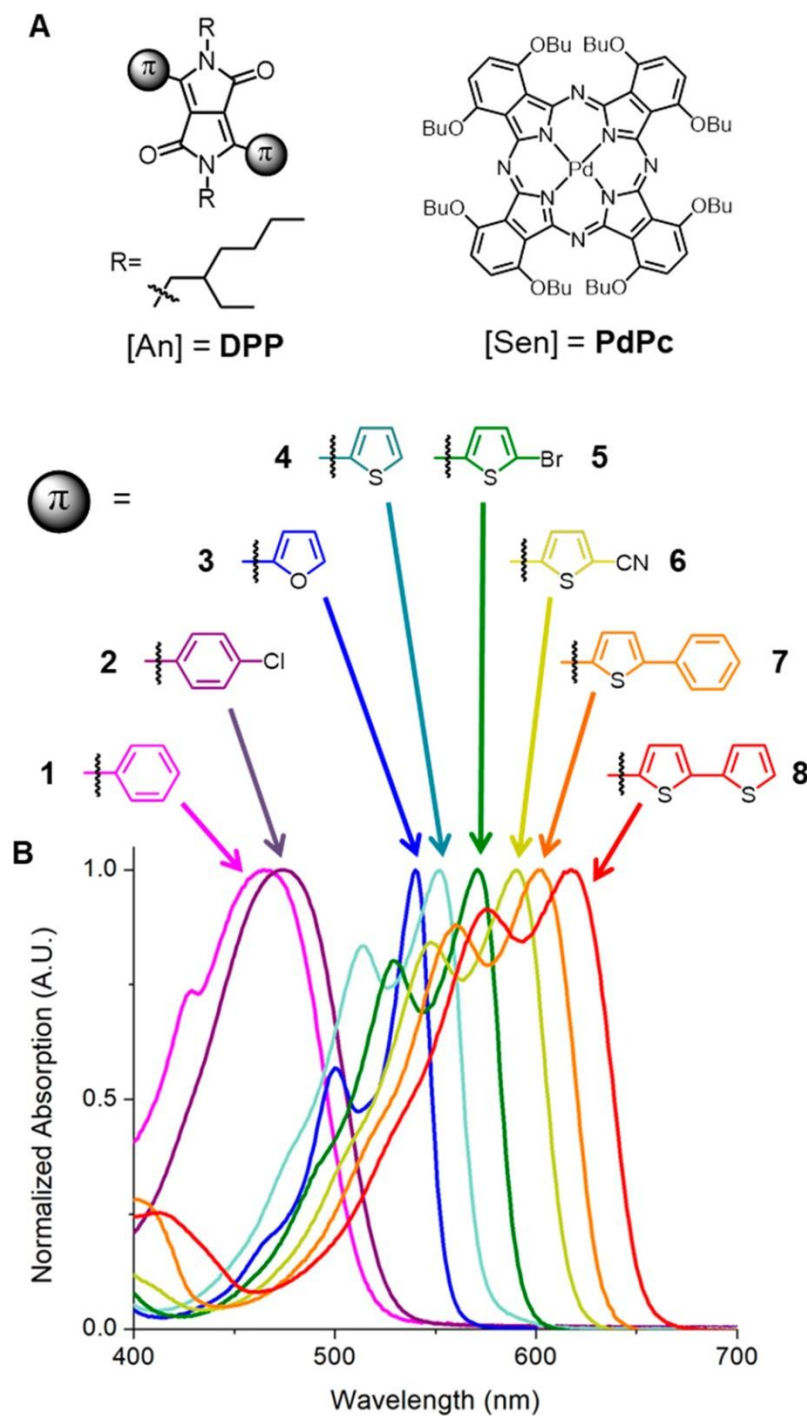 A
R
π
N
O
O
N
π
R
R=
[An] = DPP
OBu BuO
BuO
OBu
N
N
N
N
Pd
N
N
N
N
BuO
OBu
OBu BuO
[Sen] = PdPc
π =
4
S
S
Br
5
3
O
S
CN
6
2
Cl
S
7
1
S
S
8
B
1.0
0.5
0.0
Normalized Absorption (A.U.)
400
500
600
700
Wavelength (nm)